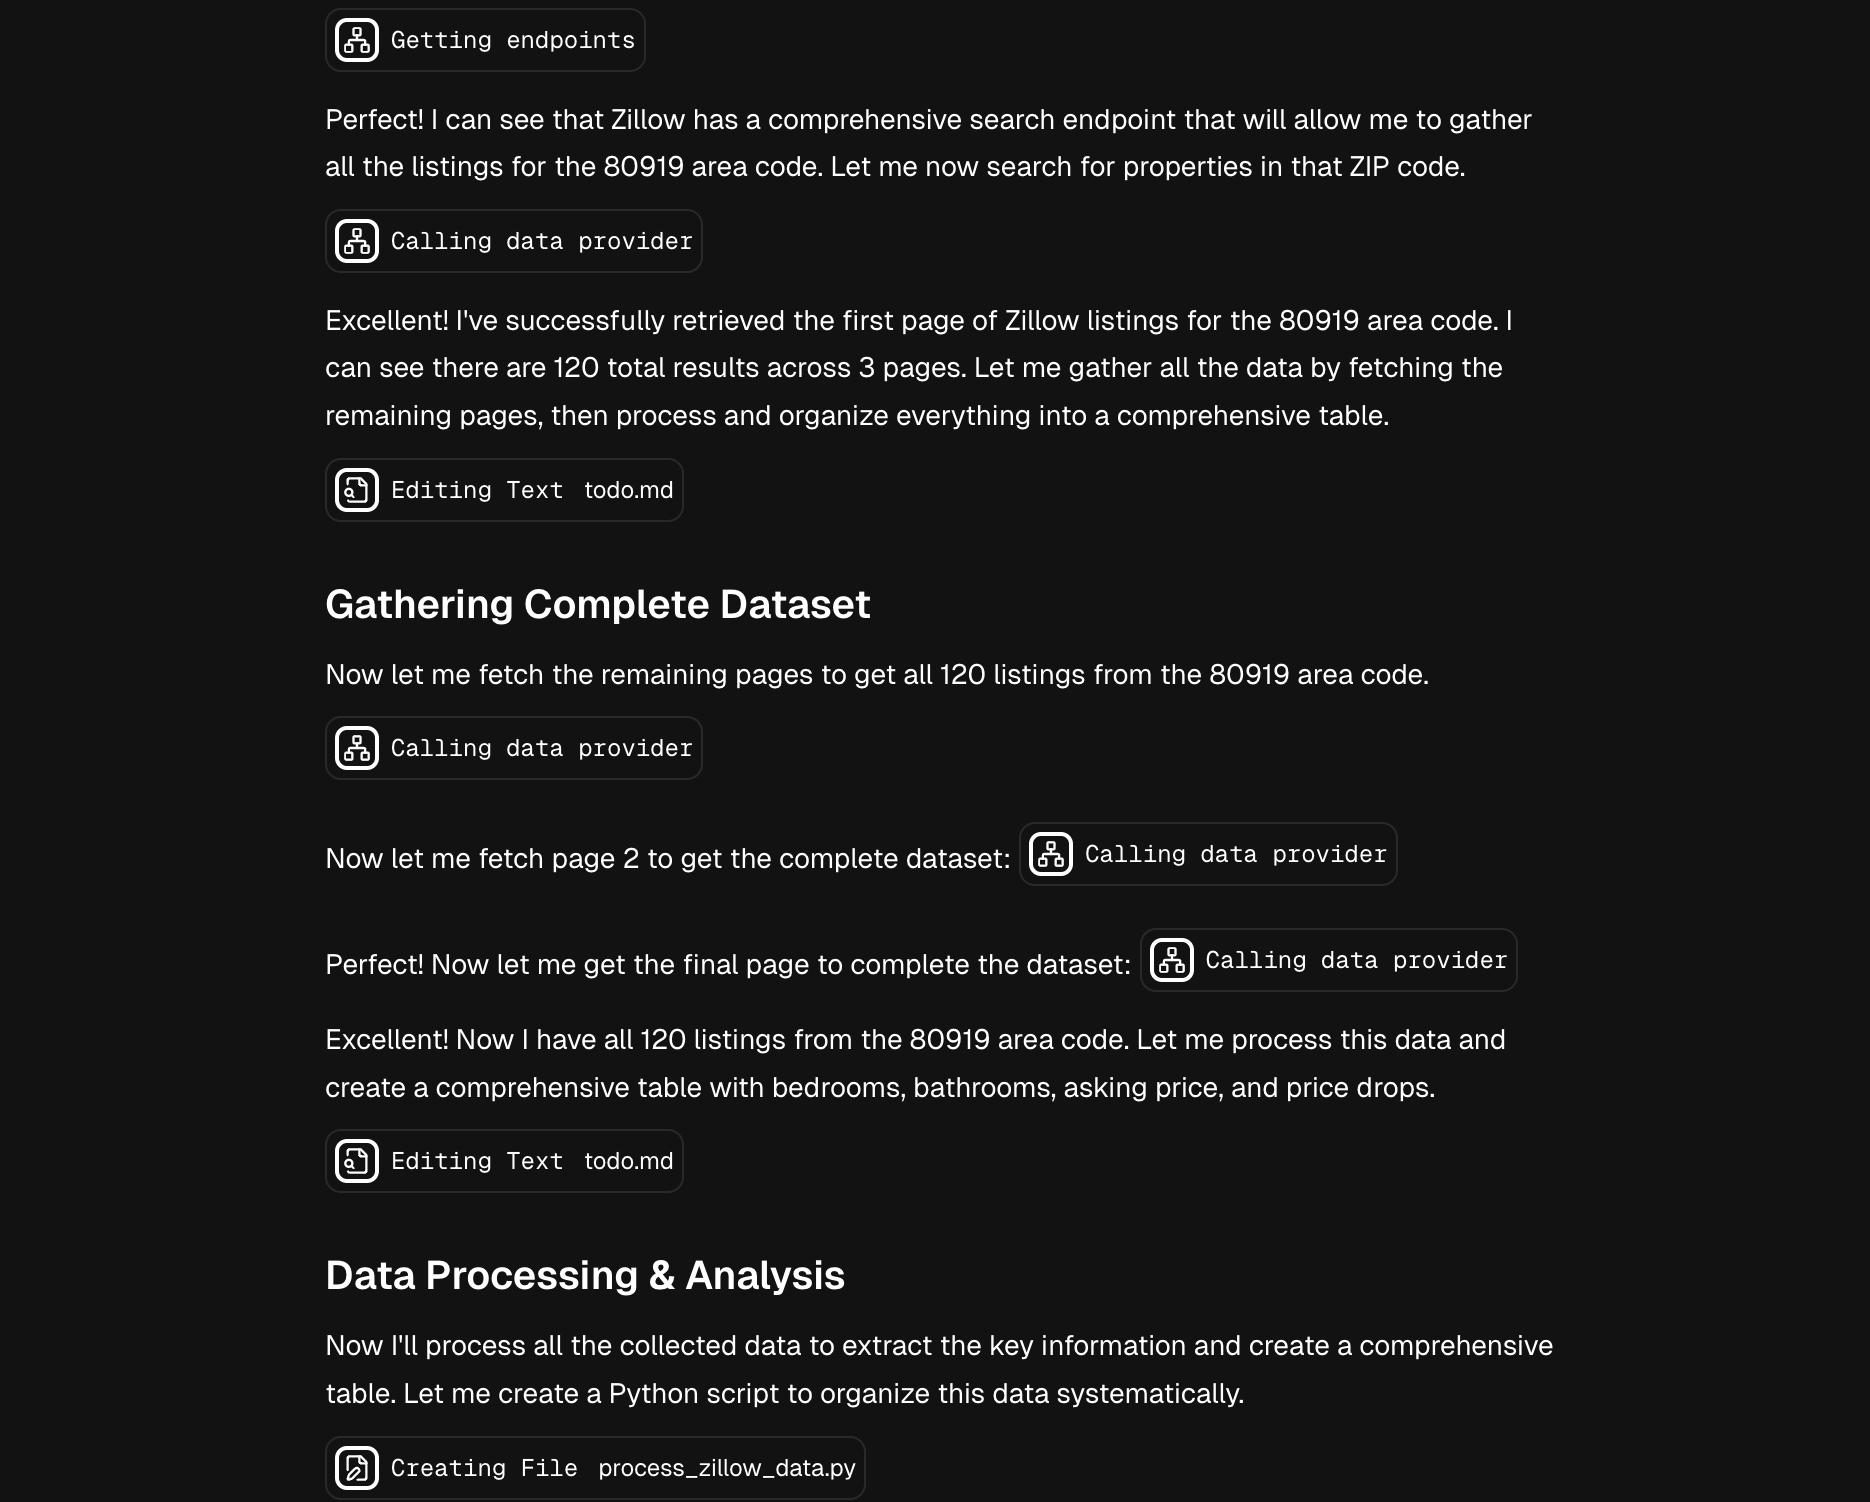 Getting endpoints
Perfect! I can see that Zillow has a comprehensive search endpoint that will allow me to gather
all the listings for the 80919 area code. Let me now search for properties in that ZIP code.
Calling data provider
Excellent! I've successfully retrieved the first page of Zillow listings for the 80919 area code. I
can see there are 120 total results across 3 pages. Let me gather all the data by fetching the
remaining pages, then process and organize everything into a comprehensive table.
Editing Text todo.md
Gathering Complete Dataset
Now let me fetch the remaining pages to get all 120 listings from the 80919 area code.
Calling data provider
Now let me fetch page 2 to get the complete dataset: Calling data provider
Perfect! Now let me get the final page to complete the dataset: Calling data provider
Excellent! Now I have all 120 listings from the 80919 area code. Let me process this data and
create a comprehensive table with bedrooms, bathrooms, asking price, and price drops.
Editing Text todo.md
Data Processing & Analysis
Now I'll process all the collected data to extract the key information and create a comprehensive
table. Let me create a Python script to organize this data systematically.
Creating File process_zillow_data.py